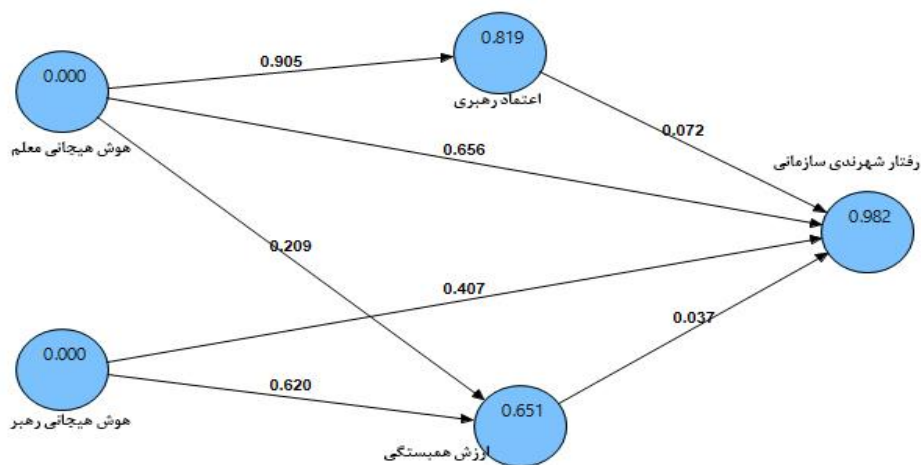 0.000
هوش هیجانی معلم
0.905
0.819
اعتماد رهبری
0.072
0.656
رفتار شهرندی سازمانی
0.982
0.209
0.407
0.037
0.000
هوش هیجانی رهبر
0.620
0.651
ارزش همبستگی